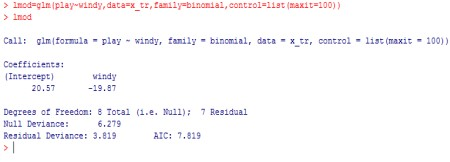 > lmod=glm(play~windy,data=x_tr,family=binomial,control=list(maxit=100))
> lmod
Call:  glm(formula = play ~ windy, family = binomial, data = x_tr, control = list(maxit = 100))
Coefficients:
(Intercept)        windy
20.57       -19.87
Degrees of Freedom: 8 Total (i.e. Null);  7 Residual
Null Deviance:      6.279
Residual Deviance: 3.819        AIC: 7.819
>